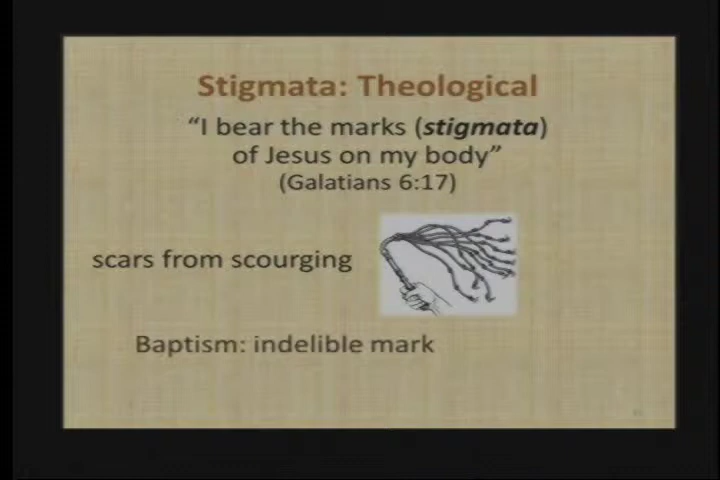 Stigmata: Theological
"I bear the marks (stigmata)
of Jesus on my body"
(Galatians 6:17)
scars from scourging
Baptism: indelible mark